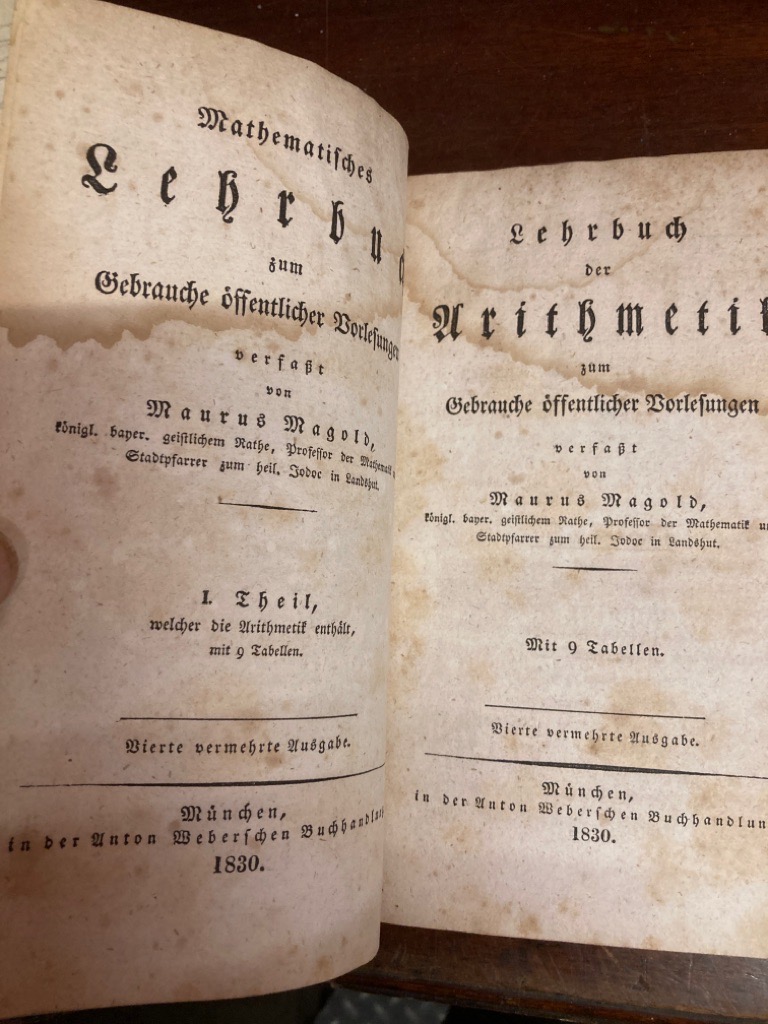 Mathematisches
Lehrbu
zum
Gebrauche öffentlicher Vorlesungen
verfaßt
von
Maurus Magold,
königl. bayer. geistlichem Rathe, Professor der Mathematik
Stadtpfarrer zum heil. Jodoc in Landshut.
I. Theil,
welcher die Arithmetik enthält,
mit 9 Tabellen.
Vierte vermehrte Ausgabe.
München,
in der Anton Weberschen Buchhandlun
1830.
Lehrbuch
der
Arithmetik
zum
Gebrauche öffentlicher Vorlesungen
verfaßt
von
Maurus Magold,
königl. bayer. geistlichem Rathe, Professor der Mathematik un
Stadtpfarrer zum heil. Jodoc in Landshut.
Mit 9 Tabellen.
Vierte vermehrte Ausgabe.
München,
in der Anton Weberschen Buchhandlun
1830.